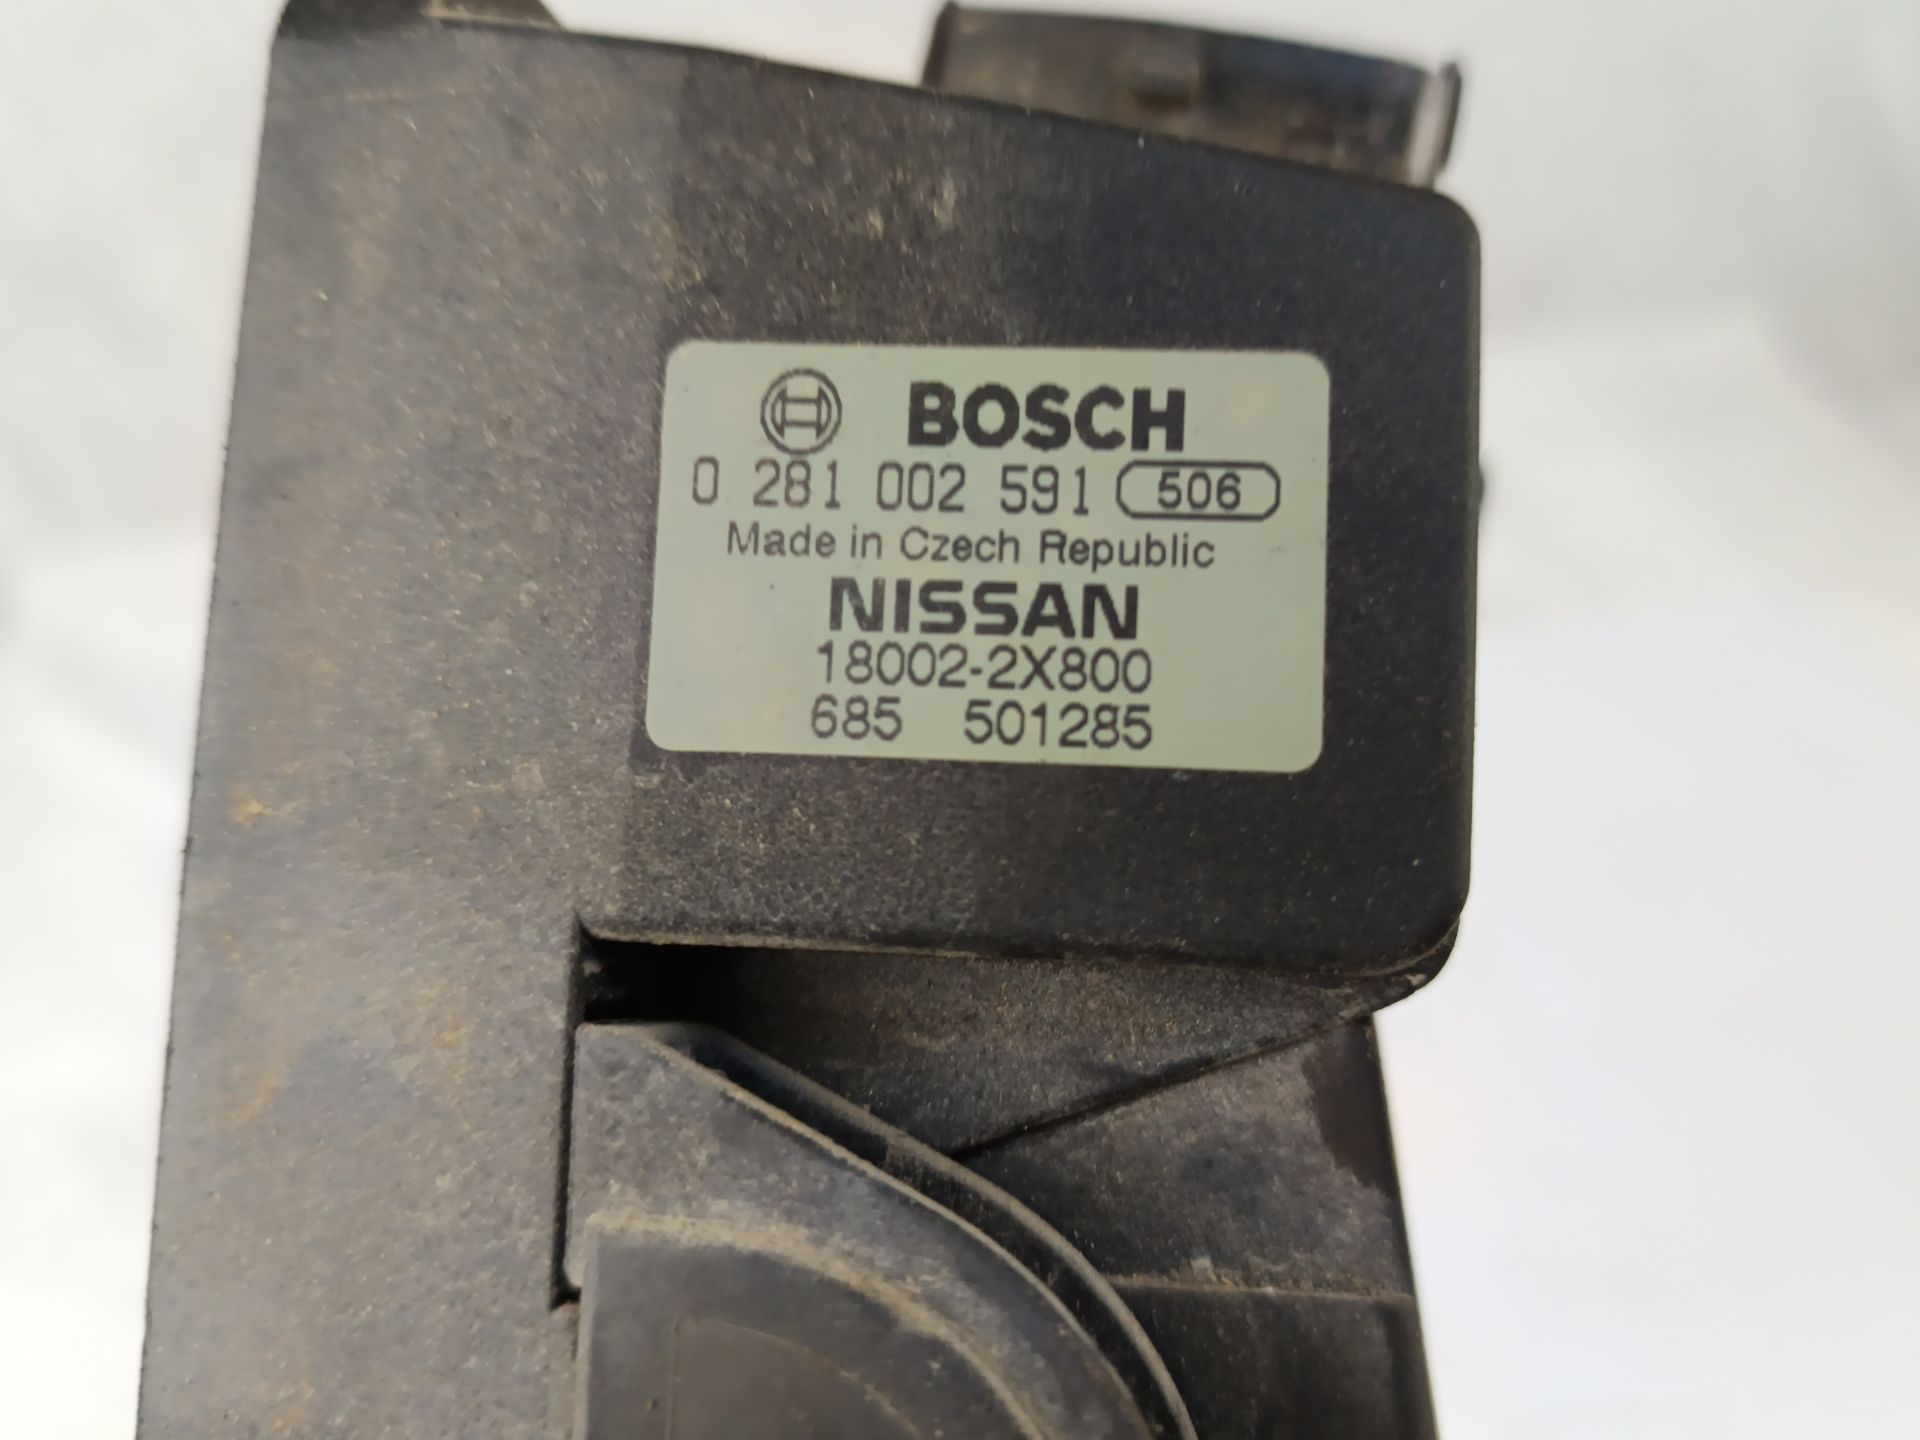 BOSCH
0 281 002 591 506
Made in Czech Republic
NISSAN
18002-2X800
685 501285